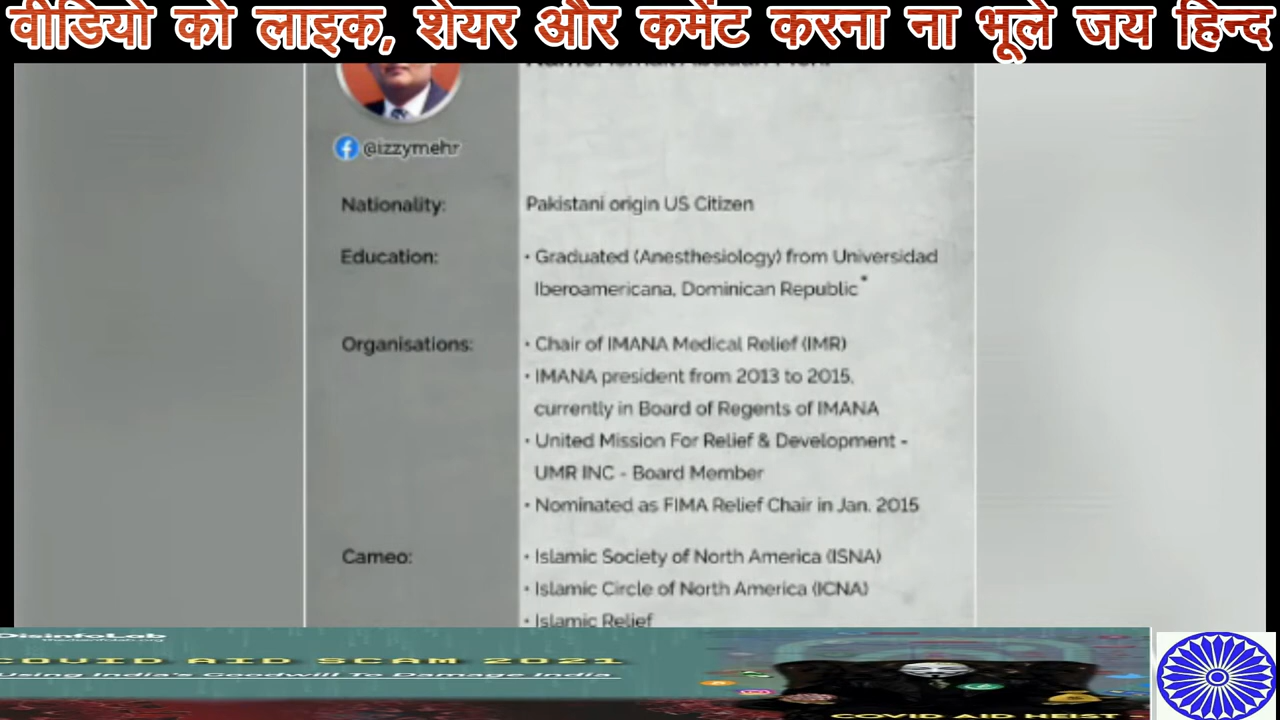 वीडियो को लाइक, शेयर और कमेंट करना ना भूले जय हिन्द
@izzymehr
Nationality: Pakistani origin US Citizen
Education: • Graduated (Anesthesiology) from Universidad
Iberoamericana, Dominican Republic*
Organisations: • Chair of IMANA Medical Relief (IMR)
• IMANA president from 2013 to 2015,
currently in Board of Regents of IMANA
• United Mission For Relief & Development -
UMR INC - Board Member
• Nominated as FIMA Relief Chair in Jan. 2015
Cameo: • Islamic Society of North America (ISNA)
• Islamic Circle of North America (ICNA)
• Islamic Relief
DisinfoLab
COVID AID SCAM 2021
Using India's Goodwill To Damage India
COVID AID HEIST